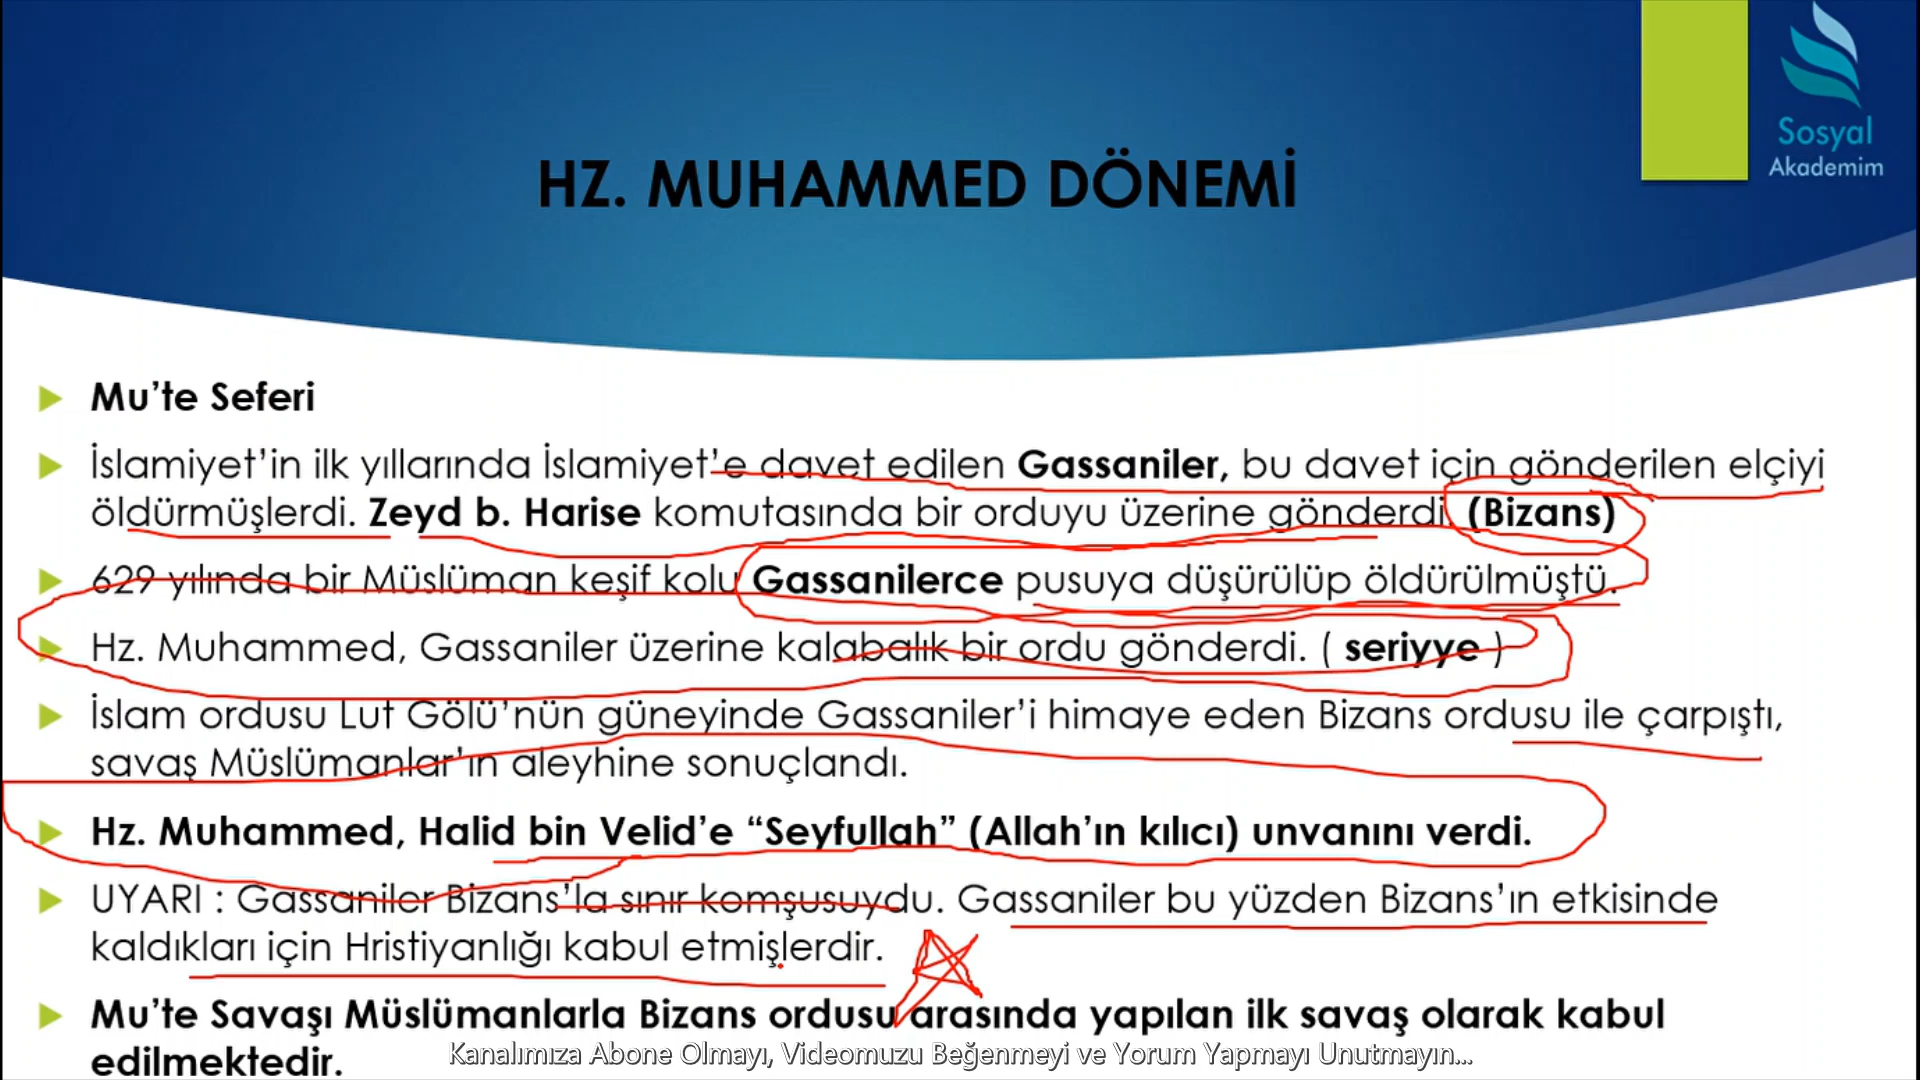 Sosyal
Akademim
HZ. MUHAMMED DÖNEMİ
Mu'te Seferi
İslamiyet'in ilk yıllarında İslamiyet'e davet edilen Gassaniler, bu davet için gönderilen elçiyi
öldürmüşlerdi. Zeyd b. Harise komutasında bir orduyu üzerine gönderdi. (Bizans)
629 yılında bir Müslüman keşif kolu Gassanilerce pusuya düşürülüp öldürülmüştü.
Hz. Muhammed, Gassaniler üzerine kalabalık bir ordu gönderdi. ( seriyye )
İslam ordusu Lut Gölü'nün güneyinde Gassaniler'i himaye eden Bizans ordusu ile çarpıştı,
savaş Müslümanlar'ın aleyhine sonuçlandı.
Hz. Muhammed, Halid bin Velid'e “Seyfullah” (Allah'ın kılıcı) unvanını verdi.
UYARI : Gassaniler Bizans'la sınır komşusuydu. Gassaniler bu yüzden Bizans'ın etkisinde
kaldıkları için Hristiyanlığı kabul etmişlerdir.
Mu'te Savaşı Müslümanlarla Bizans ordusu arasında yapılan ilk savaş olarak kabul
edilmektedir.
Kanalımıza Abone Olmayı, Videomuzu Beğenmeyi ve Yorum Yapmayı Unutmayın...